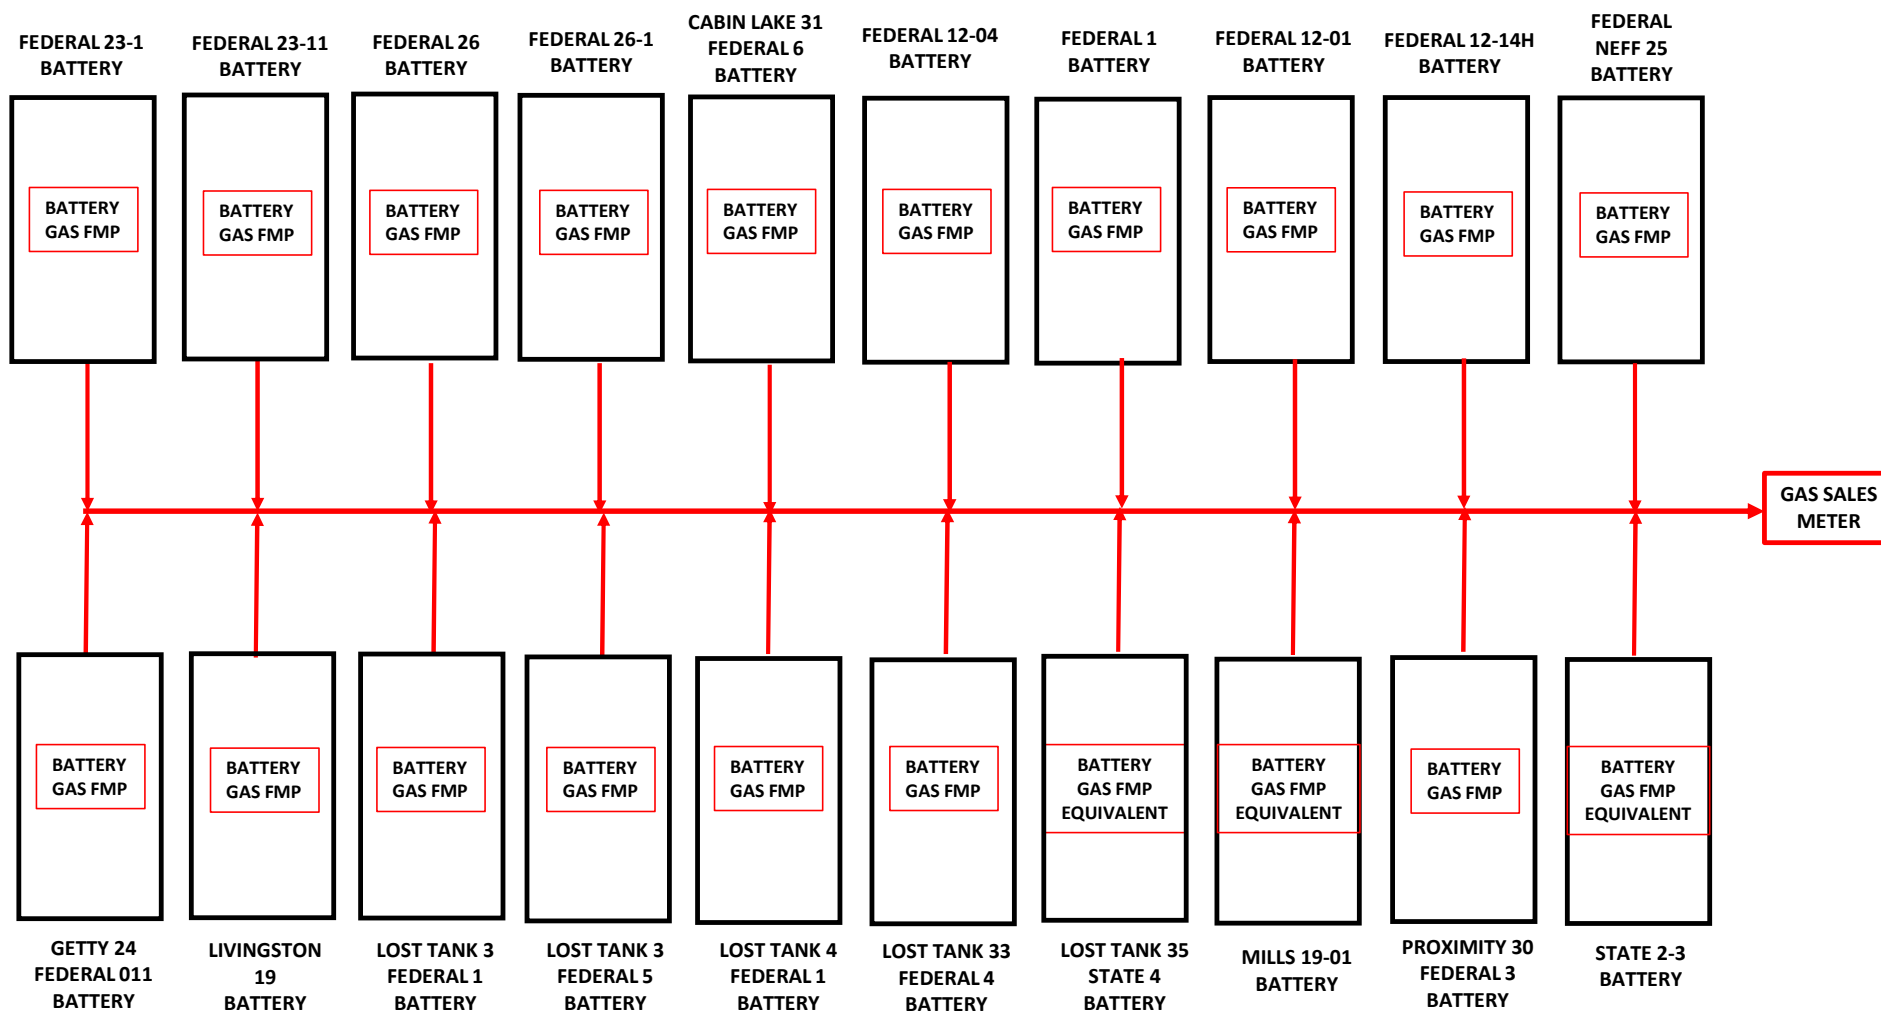 FEDERAL 23-1
BATTERY
FEDERAL 23-11
BATTERY
FEDERAL 26
BATTERY
FEDERAL 26-1
BATTERY
CABIN LAKE 31
FEDERAL 6
BATTERY
FEDERAL 12-04
BATTERY
FEDERAL 1
BATTERY
FEDERAL 12-01
BATTERY
FEDERAL 12-14H
BATTERY
FEDERAL
NEFF 25
BATTERY
BATTERY
GAS FMP
BATTERY
GAS FMP
BATTERY
GAS FMP
BATTERY
GAS FMP
BATTERY
GAS FMP
BATTERY
GAS FMP
BATTERY
GAS FMP
BATTERY
GAS FMP
BATTERY
GAS FMP
BATTERY
GAS FMP
GAS SALES
METER
BATTERY
GAS FMP
BATTERY
GAS FMP
BATTERY
GAS FMP
BATTERY
GAS FMP
BATTERY
GAS FMP
BATTERY
GAS FMP
BATTERY
GAS FMP
EQUIVALENT
BATTERY
GAS FMP
EQUIVALENT
BATTERY
GAS FMP
BATTERY
GAS FMP
EQUIVALENT
GETTY 24
FEDERAL 011
BATTERY
LIVINGSTON
19
BATTERY
LOST TANK 3
FEDERAL 1
BATTERY
LOST TANK 3
FEDERAL 5
BATTERY
LOST TANK 4
FEDERAL 1
BATTERY
LOST TANK 33
FEDERAL 4
BATTERY
LOST TANK 35
STATE 4
BATTERY
MILLS 19-01
BATTERY
PROXIMITY 30
FEDERAL 3
BATTERY
STATE 2-3
BATTERY